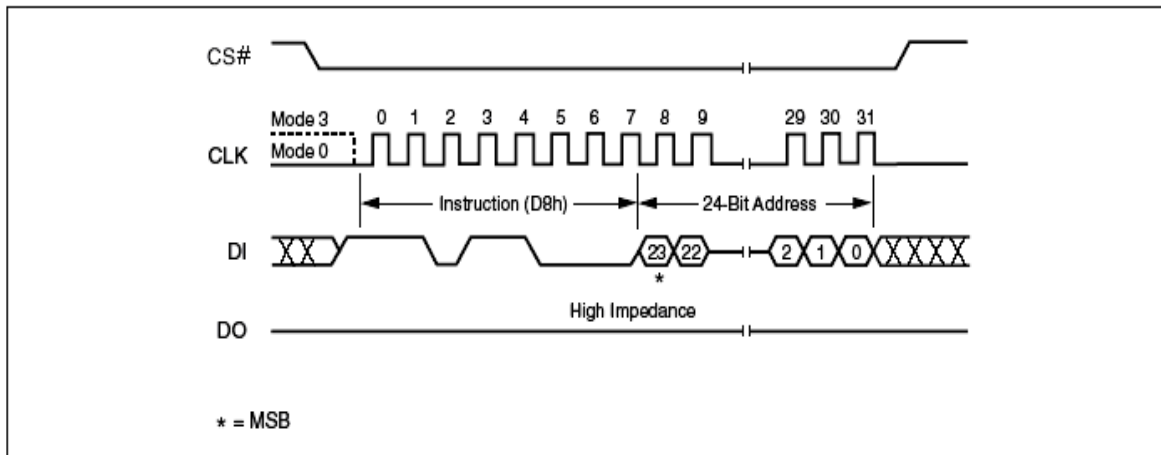 CS#
Mode 3
0 1 2 3 4 5 6 7 8 9 29 30 31
CLK
Mode 0
Instruction (D8h) 24-Bit Address
DI 23 22 2 1 0
*
High Impedance
DO
* = MSB